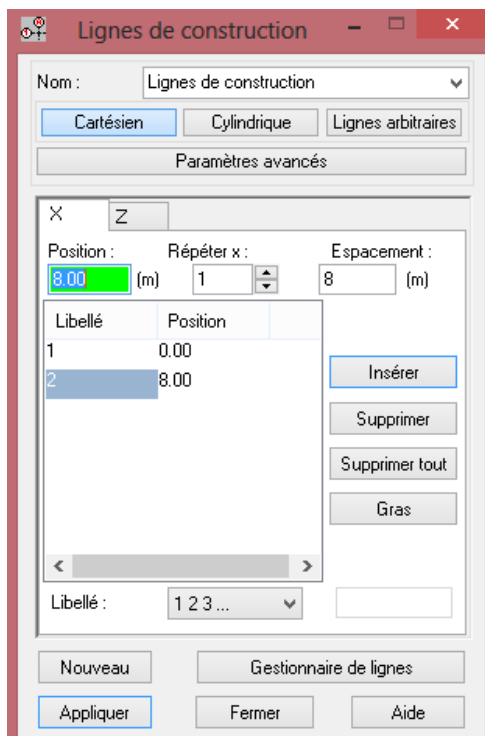 Lignes de construction
Nom : Lignes de construction
Cartésien Cylindrique Lignes arbitraires
Paramètres avancés
X Z
Position : Répéter x : Espacement :
8.00 (m) 1 8 (m)
Libellé Position
1 0.00
2 8.00
Insérer
Supprimer
Supprimer tout
Gras
Libellé : 1 2 3 ...
Nouveau Gestionnaire de lignes
Appliquer Fermer Aide